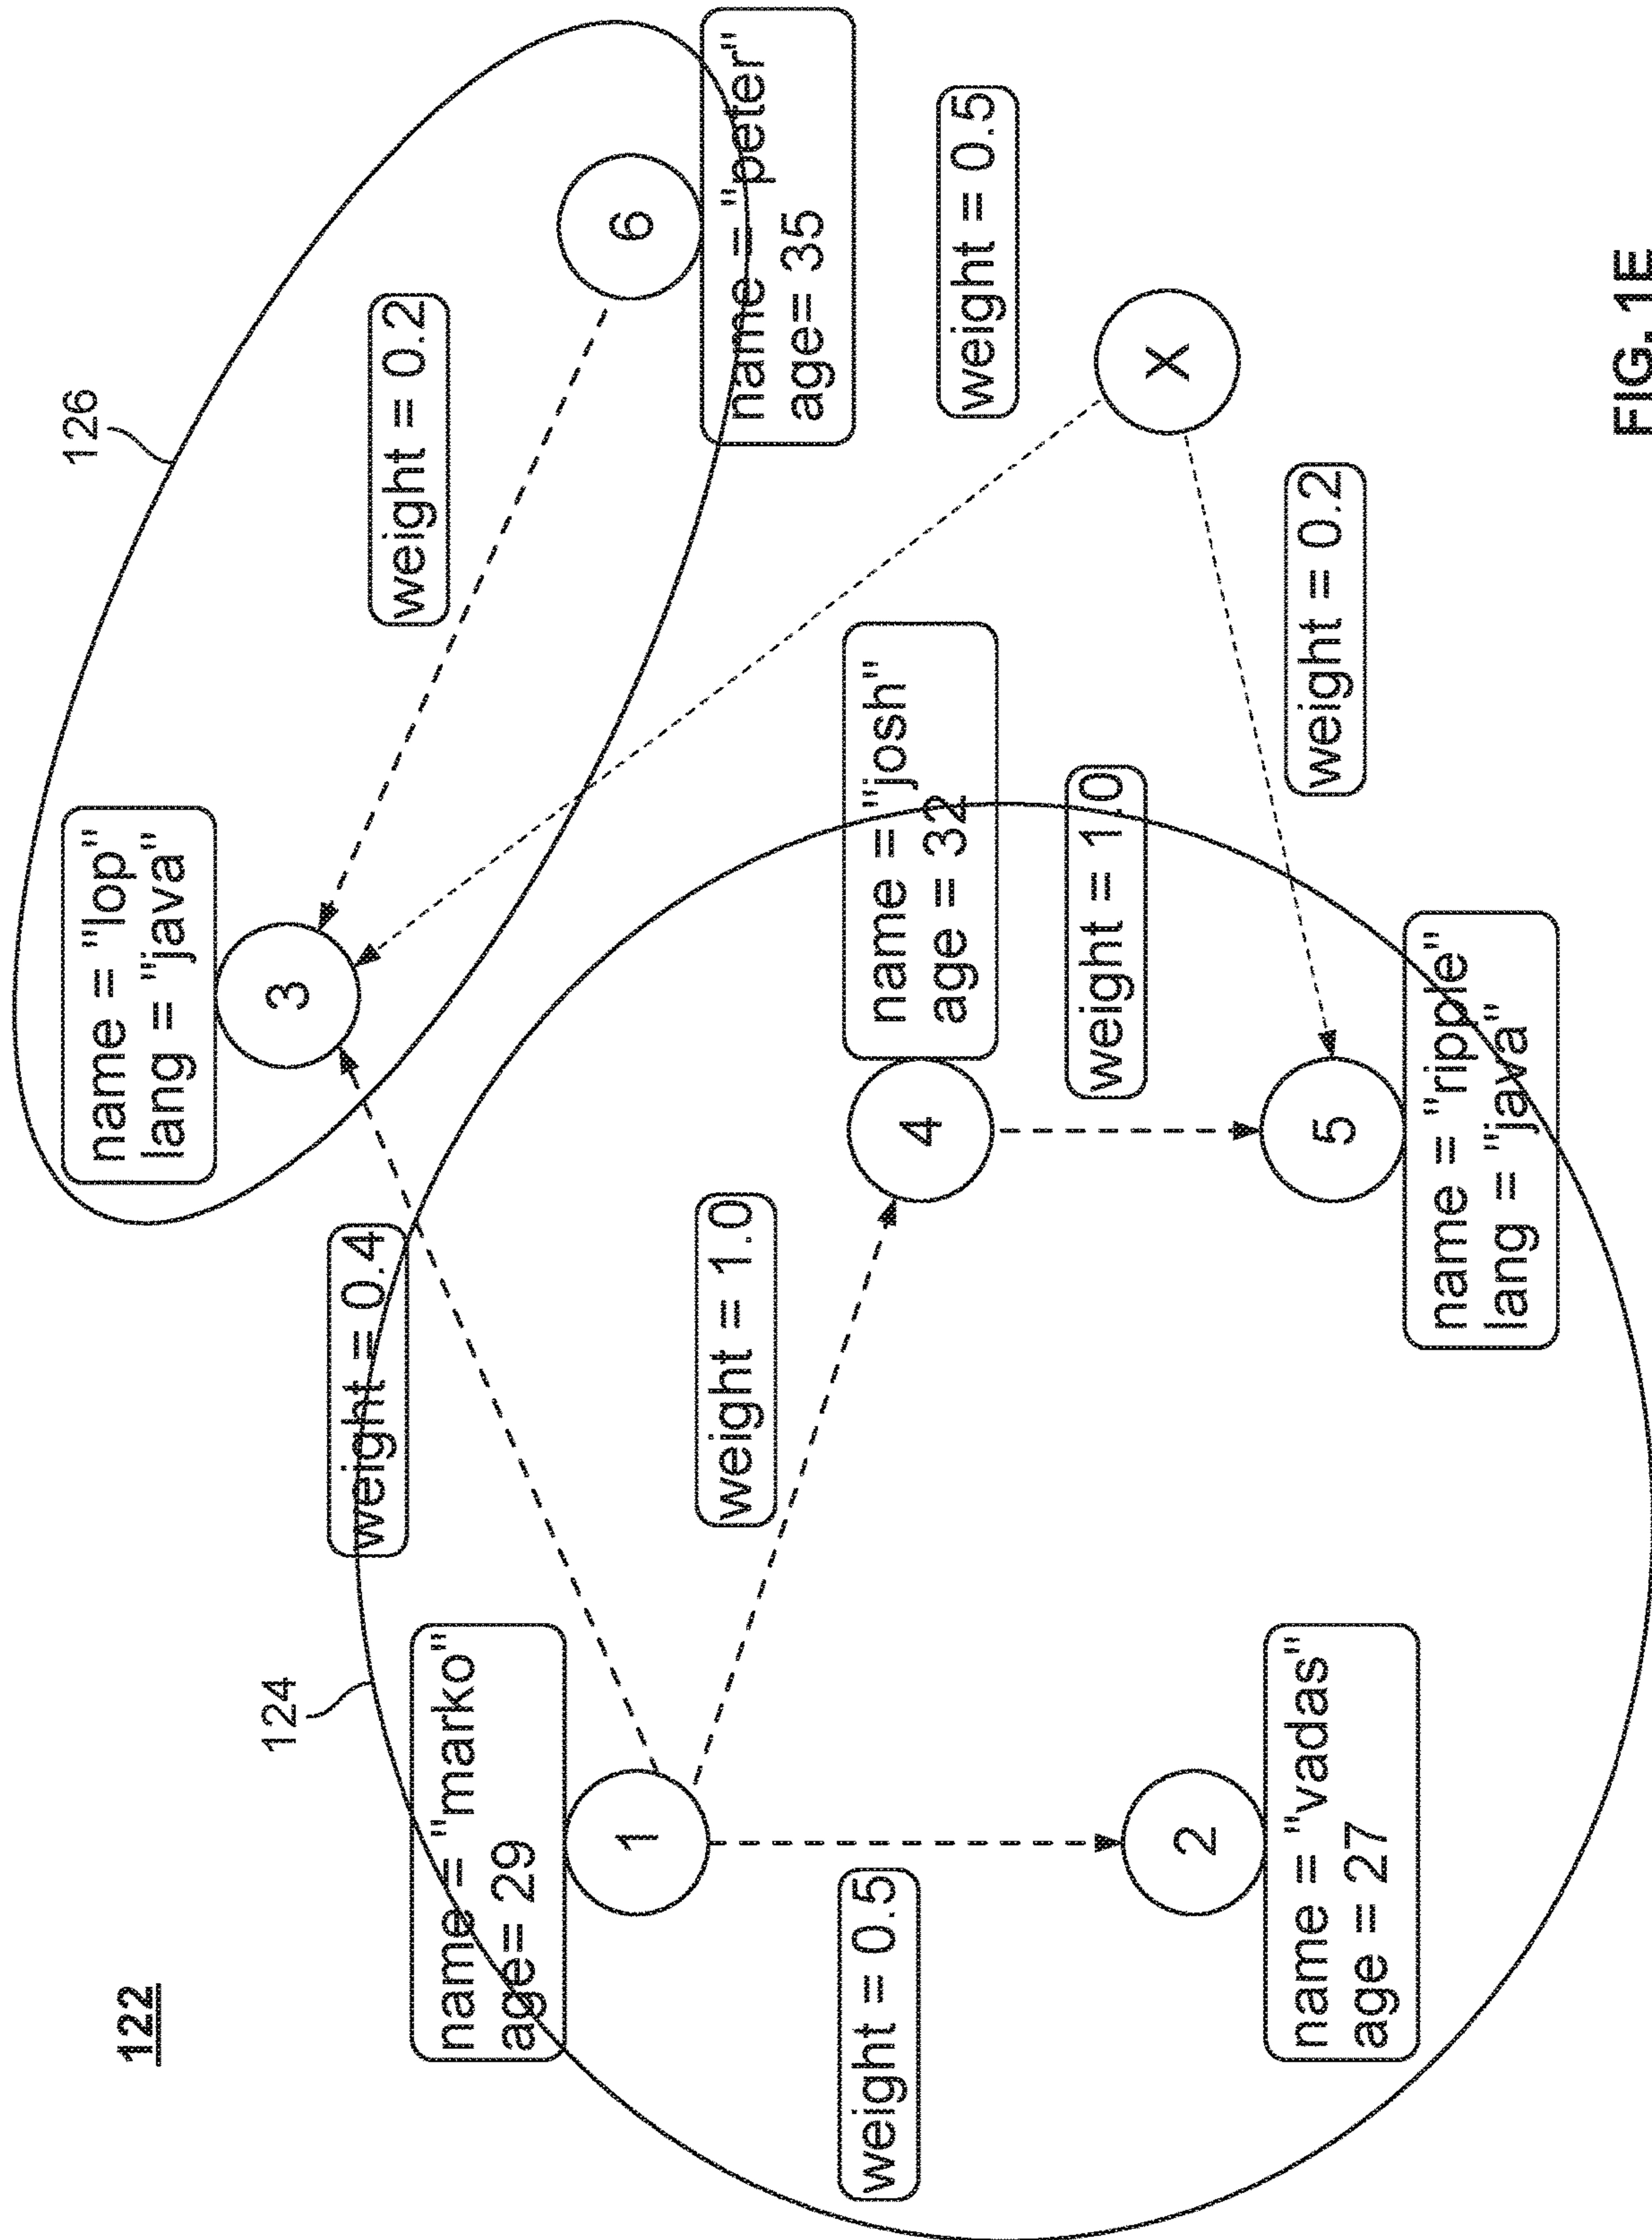 122
126
name = "lop"
lang = "java"
124
3
weight = 0.4
weight = 0.2
name = "marko"
age= 29
1
6
weight = 1.0
name = "peter"
age= 35
weight = 0.5
name = "josh"
age = 32
4
weight = 0.5
weight = 1.0
X
2
5
weight = 0.2
name = "vadas"
age = 27
name = "ripple"
lang = "java"
FIG. 1E